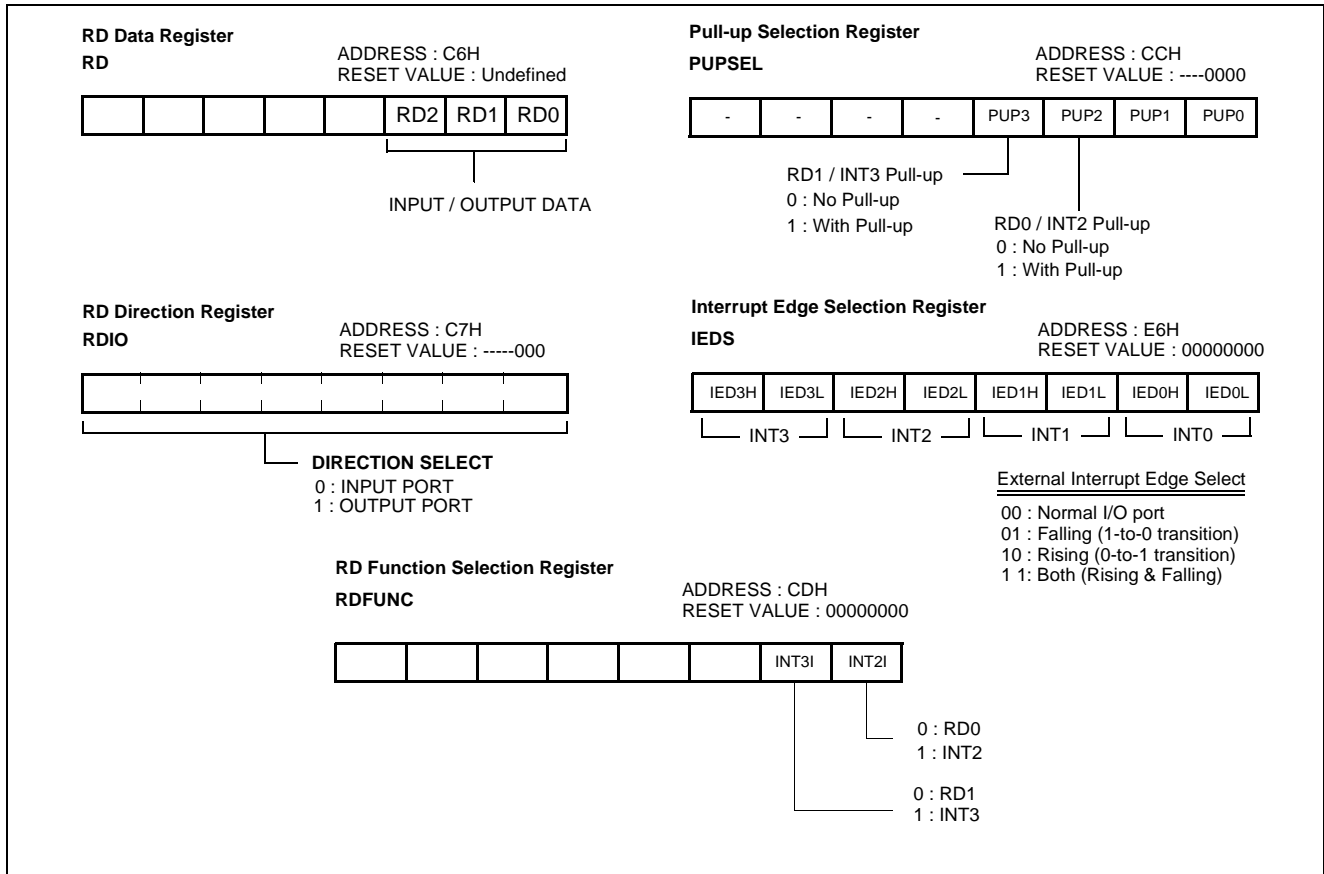 RD Data Register
RD
ADDRESS : C6H
RESET VALUE : Undefined
RD2 RD1 RD0
INPUT / OUTPUT DATA
Pull-up Selection Register
PUPSEL
ADDRESS : CCH
RESET VALUE : ----0000
- - - - PUP3 PUP2 PUP1 PUP0
RD1 / INT3 Pull-up
0 : No Pull-up
1 : With Pull-up
RD0 / INT2 Pull-up
0 : No Pull-up
1 : With Pull-up
RD Direction Register
RDIO
ADDRESS : C7H
RESET VALUE : -----000
DIRECTION SELECT
0 : INPUT PORT
1 : OUTPUT PORT
Interrupt Edge Selection Register
IEDS
ADDRESS : E6H
RESET VALUE : 00000000
IED3H IED3L IED2H IED2L IED1H IED1L IED0H IED0L
INT3 INT2 INT1 INT0
External Interrupt Edge Select
00 : Normal I/O port
01 : Falling (1-to-0 transition)
10 : Rising (0-to-1 transition)
1 1: Both (Rising & Falling)
RD Function Selection Register
RDFUNC
ADDRESS : CDH
RESET VALUE : 00000000
INT3I INT2I
0 : RD0
1 : INT2
0 : RD1
1 : INT3